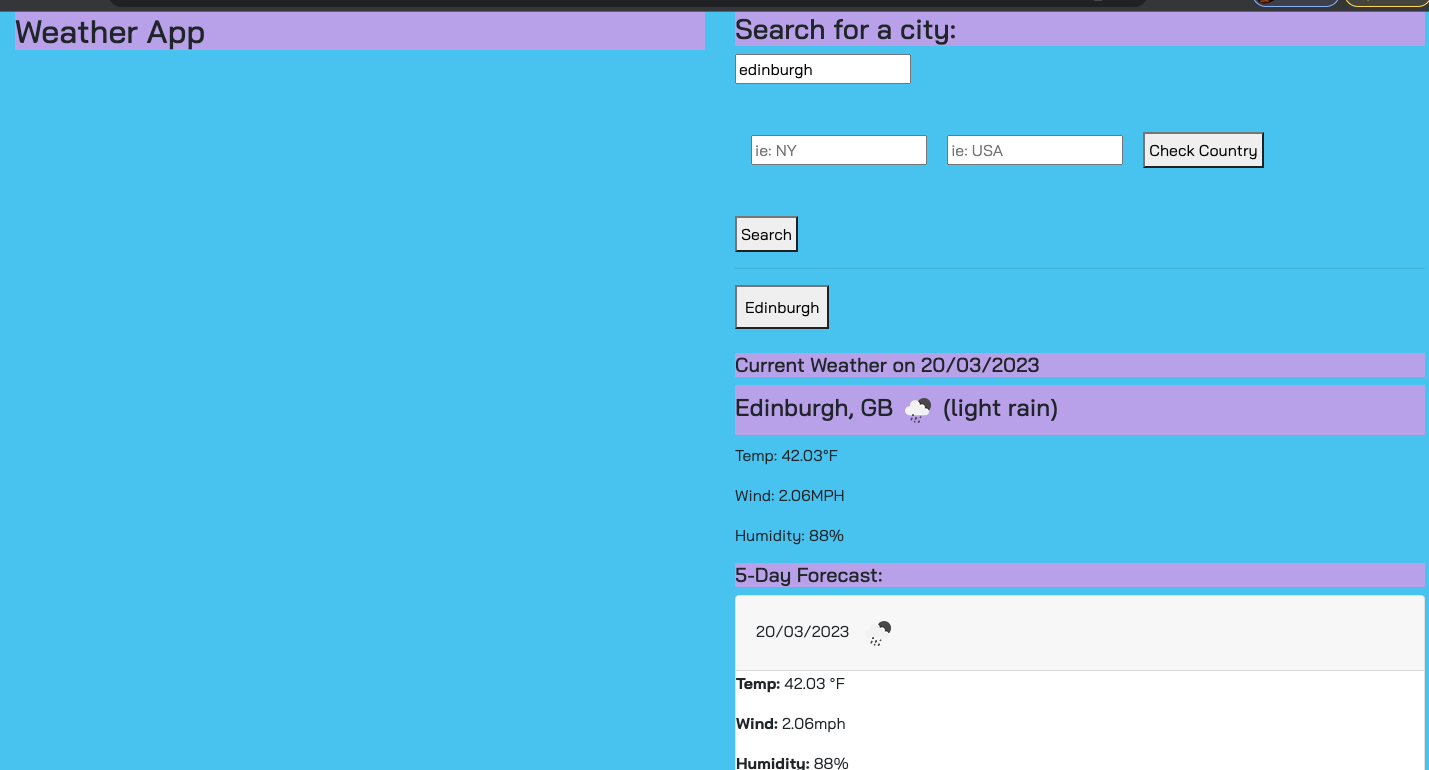 Weather App
Search for a city:
edinburgh
ie: NY ie: USA Check Country
Search
Edinburgh
Current Weather on 20/03/2023
Edinburgh, GB (light rain)
Temp: 42.03°F
Wind: 2.06MPH
Humidity: 88%
5-Day Forecast:
20/03/2023
Temp: 42.03 °F
Wind: 2.06mph
Humidity: 88%